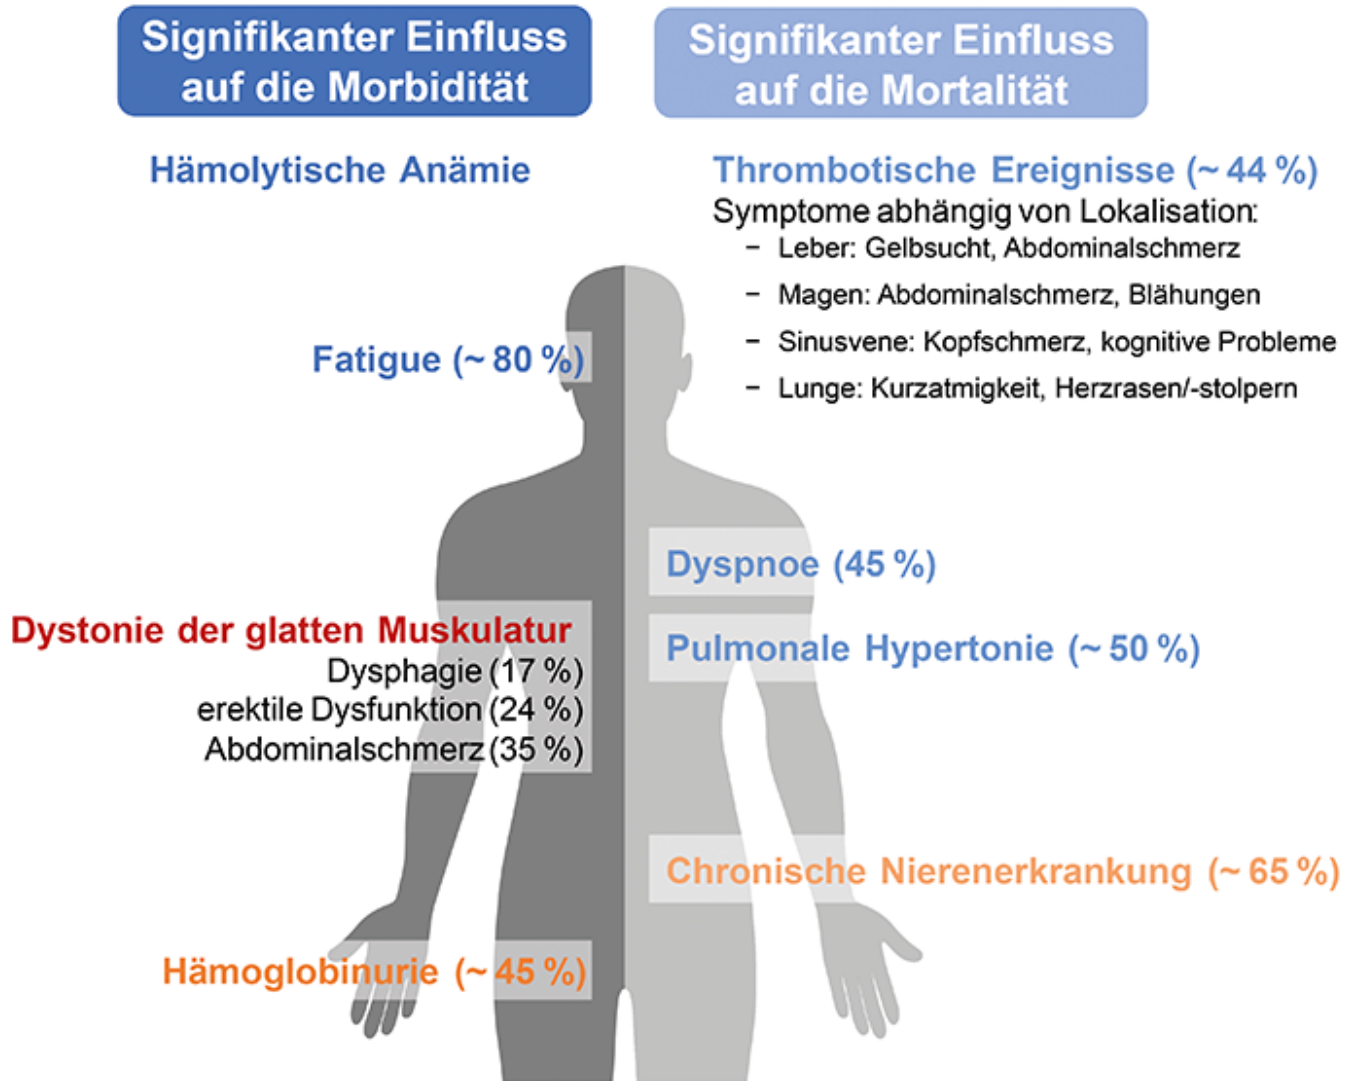 Signifikanter Einfluss
auf die Morbidität
Hämolytische Anämie
Fatigue (~ 80 %)
Dystonie der glatten Muskulatur
Dysphagie (17 %)
erektile Dysfunktion (24 %)
Abdominalschmerz (35 %)
Hämoglobinurie (~ 45 %)
Signifikanter Einfluss
auf die Mortalität
Thrombotische Ereignisse (~ 44 %)
Symptome abhängig von Lokalisation:
– Leber: Gelbsucht, Abdominalschmerz
– Magen: Abdominalschmerz, Blähungen
– Sinusvene: Kopfschmerz, kognitive Probleme
– Lunge: Kurzatmigkeit, Herzrasen/-stolpern
Dyspnoe (45 %)
Pulmonale Hypertonie (~ 50 %)
Chronische Nierenerkrankung (~ 65 %)